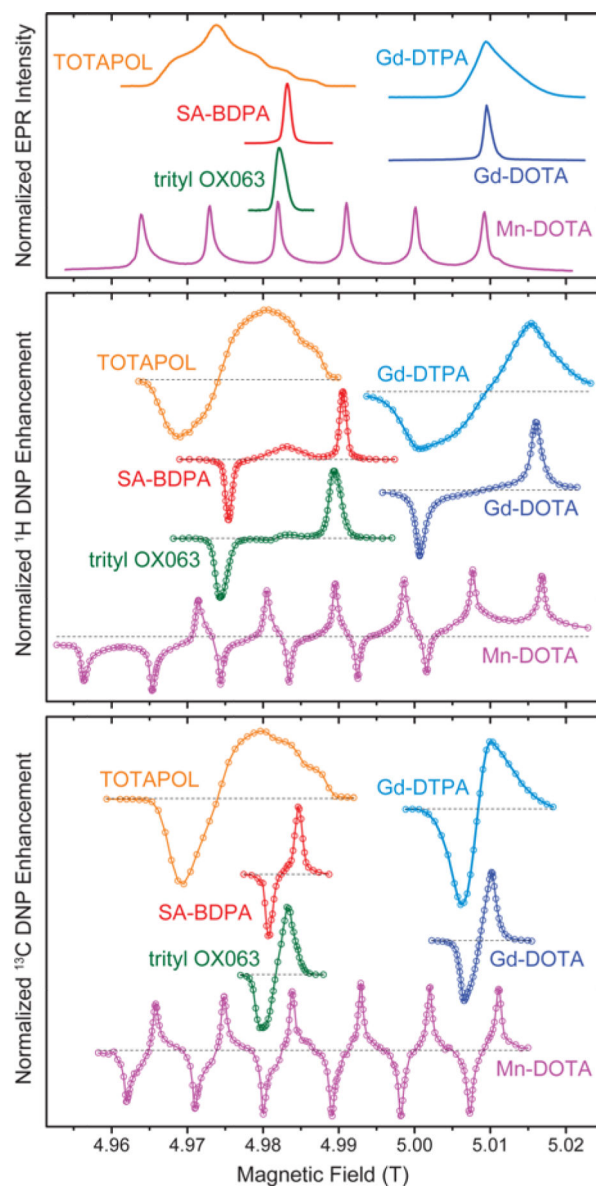 Normalized EPR Intensity
TOTAPOL
Gd-DTPA
SA-BDPA
trityl OX063
Gd-DOTA
Mn-DOTA
Normalized ¹H DNP Enhancement
TOTAPOL
Gd-DTPA
SA-BDPA
Gd-DOTA
trityl OX063
Mn-DOTA
Normalized ¹³C DNP Enhancement
TOTAPOL
Gd-DTPA
SA-BDPA
trityl OX063
Gd-DOTA
Mn-DOTA
4.96 4.97 4.98 4.99 5.00 5.01 5.02
Magnetic Field (T)